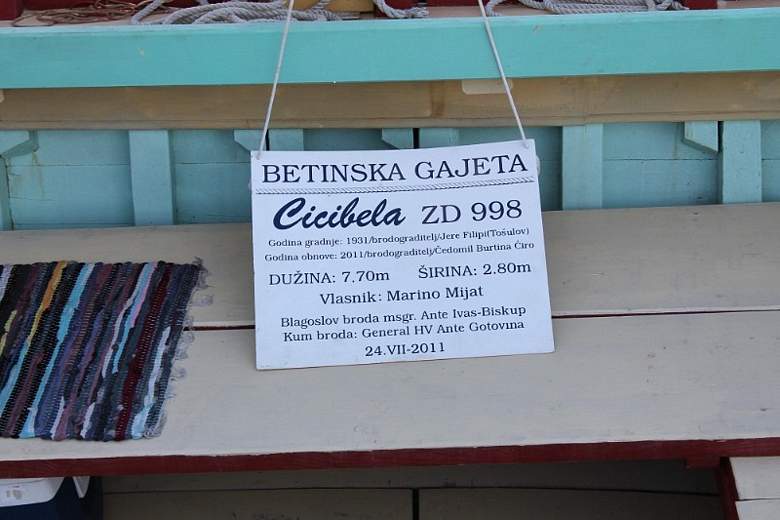 BETINSKA GAJETA
Cicibela ZD 998
Godina gradnje: 1931/brodograditelj/Jere Filipi(Tošulov)
Godina obnove: 2011/brodograditelj/Čedomil Burtina Ćiro
DUŽINA: 7.70m ŠIRINA: 2.80m
Vlasnik: Marino Mijat
Blagoslov broda msgr. Ante Ivas-Biskup
Kum broda: General HV Ante Gotovina
24.VII-2011